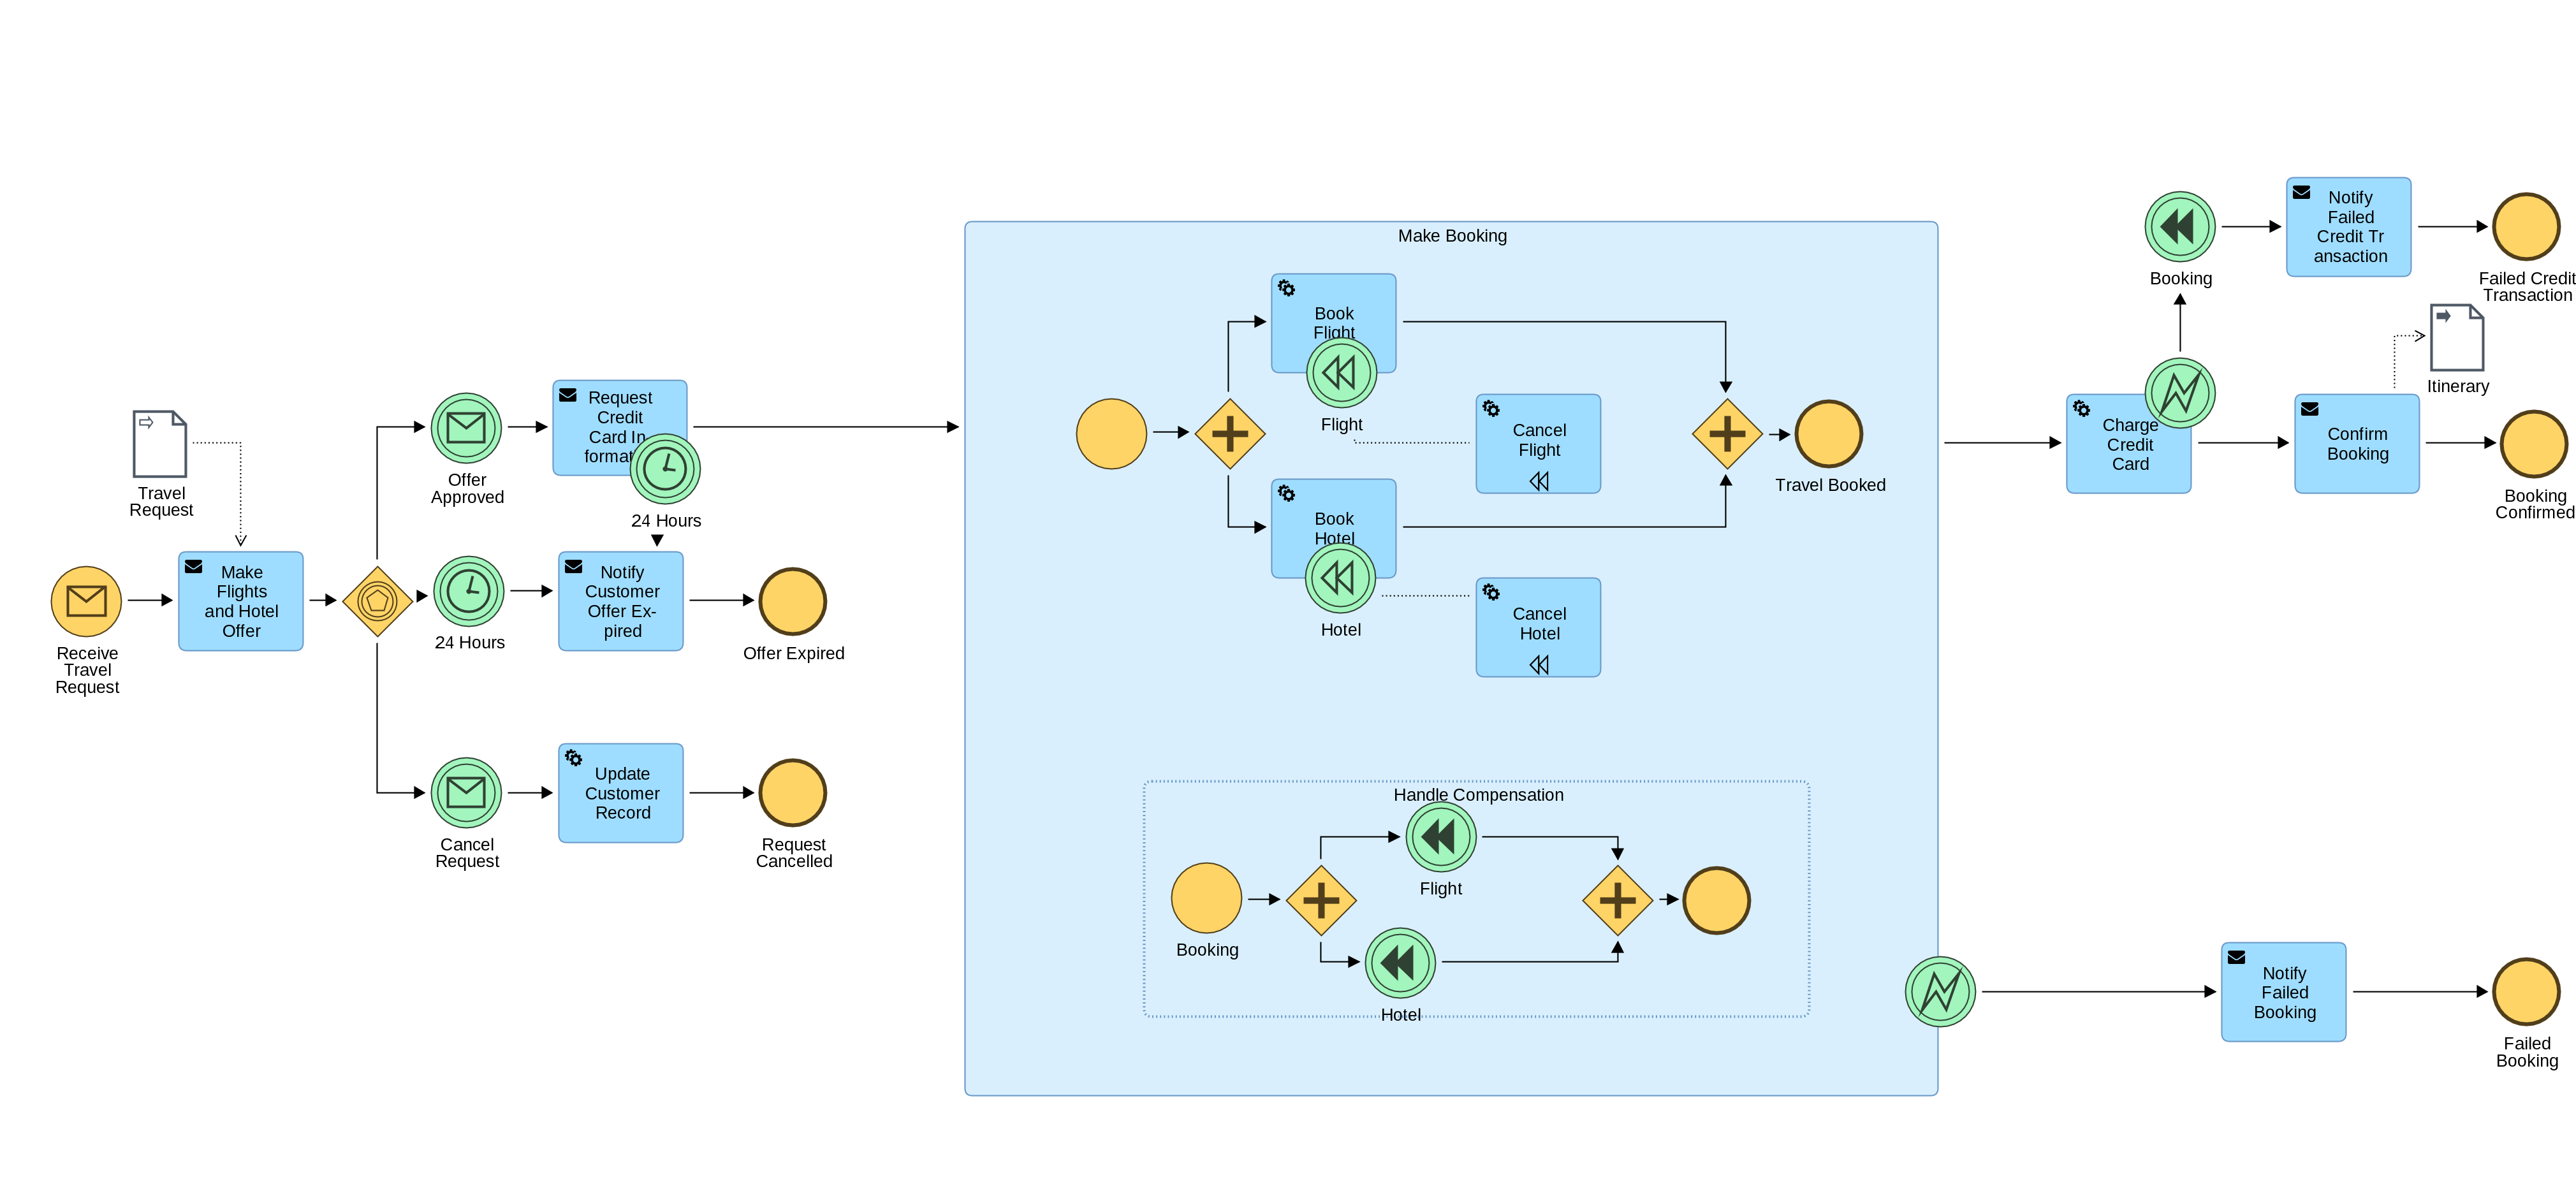 Travel
Request
Receive
Travel
Request
Make
Flights
and Hotel
Offer
Offer
Approved
Request
Credit
Card In
format
24 Hours
24 Hours
Notify
Customer
Offer Ex-
pired
Offer Expired
Cancel
Request
Update
Customer
Record
Request
Cancelled
Make Booking
Book
Flight
Flight
Cancel
Flight
Book
Hotel
Hotel
Cancel
Hotel
Travel Booked
Handle Compensation
Booking
Flight
Hotel
Booking
Notify
Failed
Credit Tr
ansaction
Failed Credit
Transaction
Itinerary
Charge
Credit
Card
Confirm
Booking
Booking
Confirmed
Notify
Failed
Booking
Failed
Booking